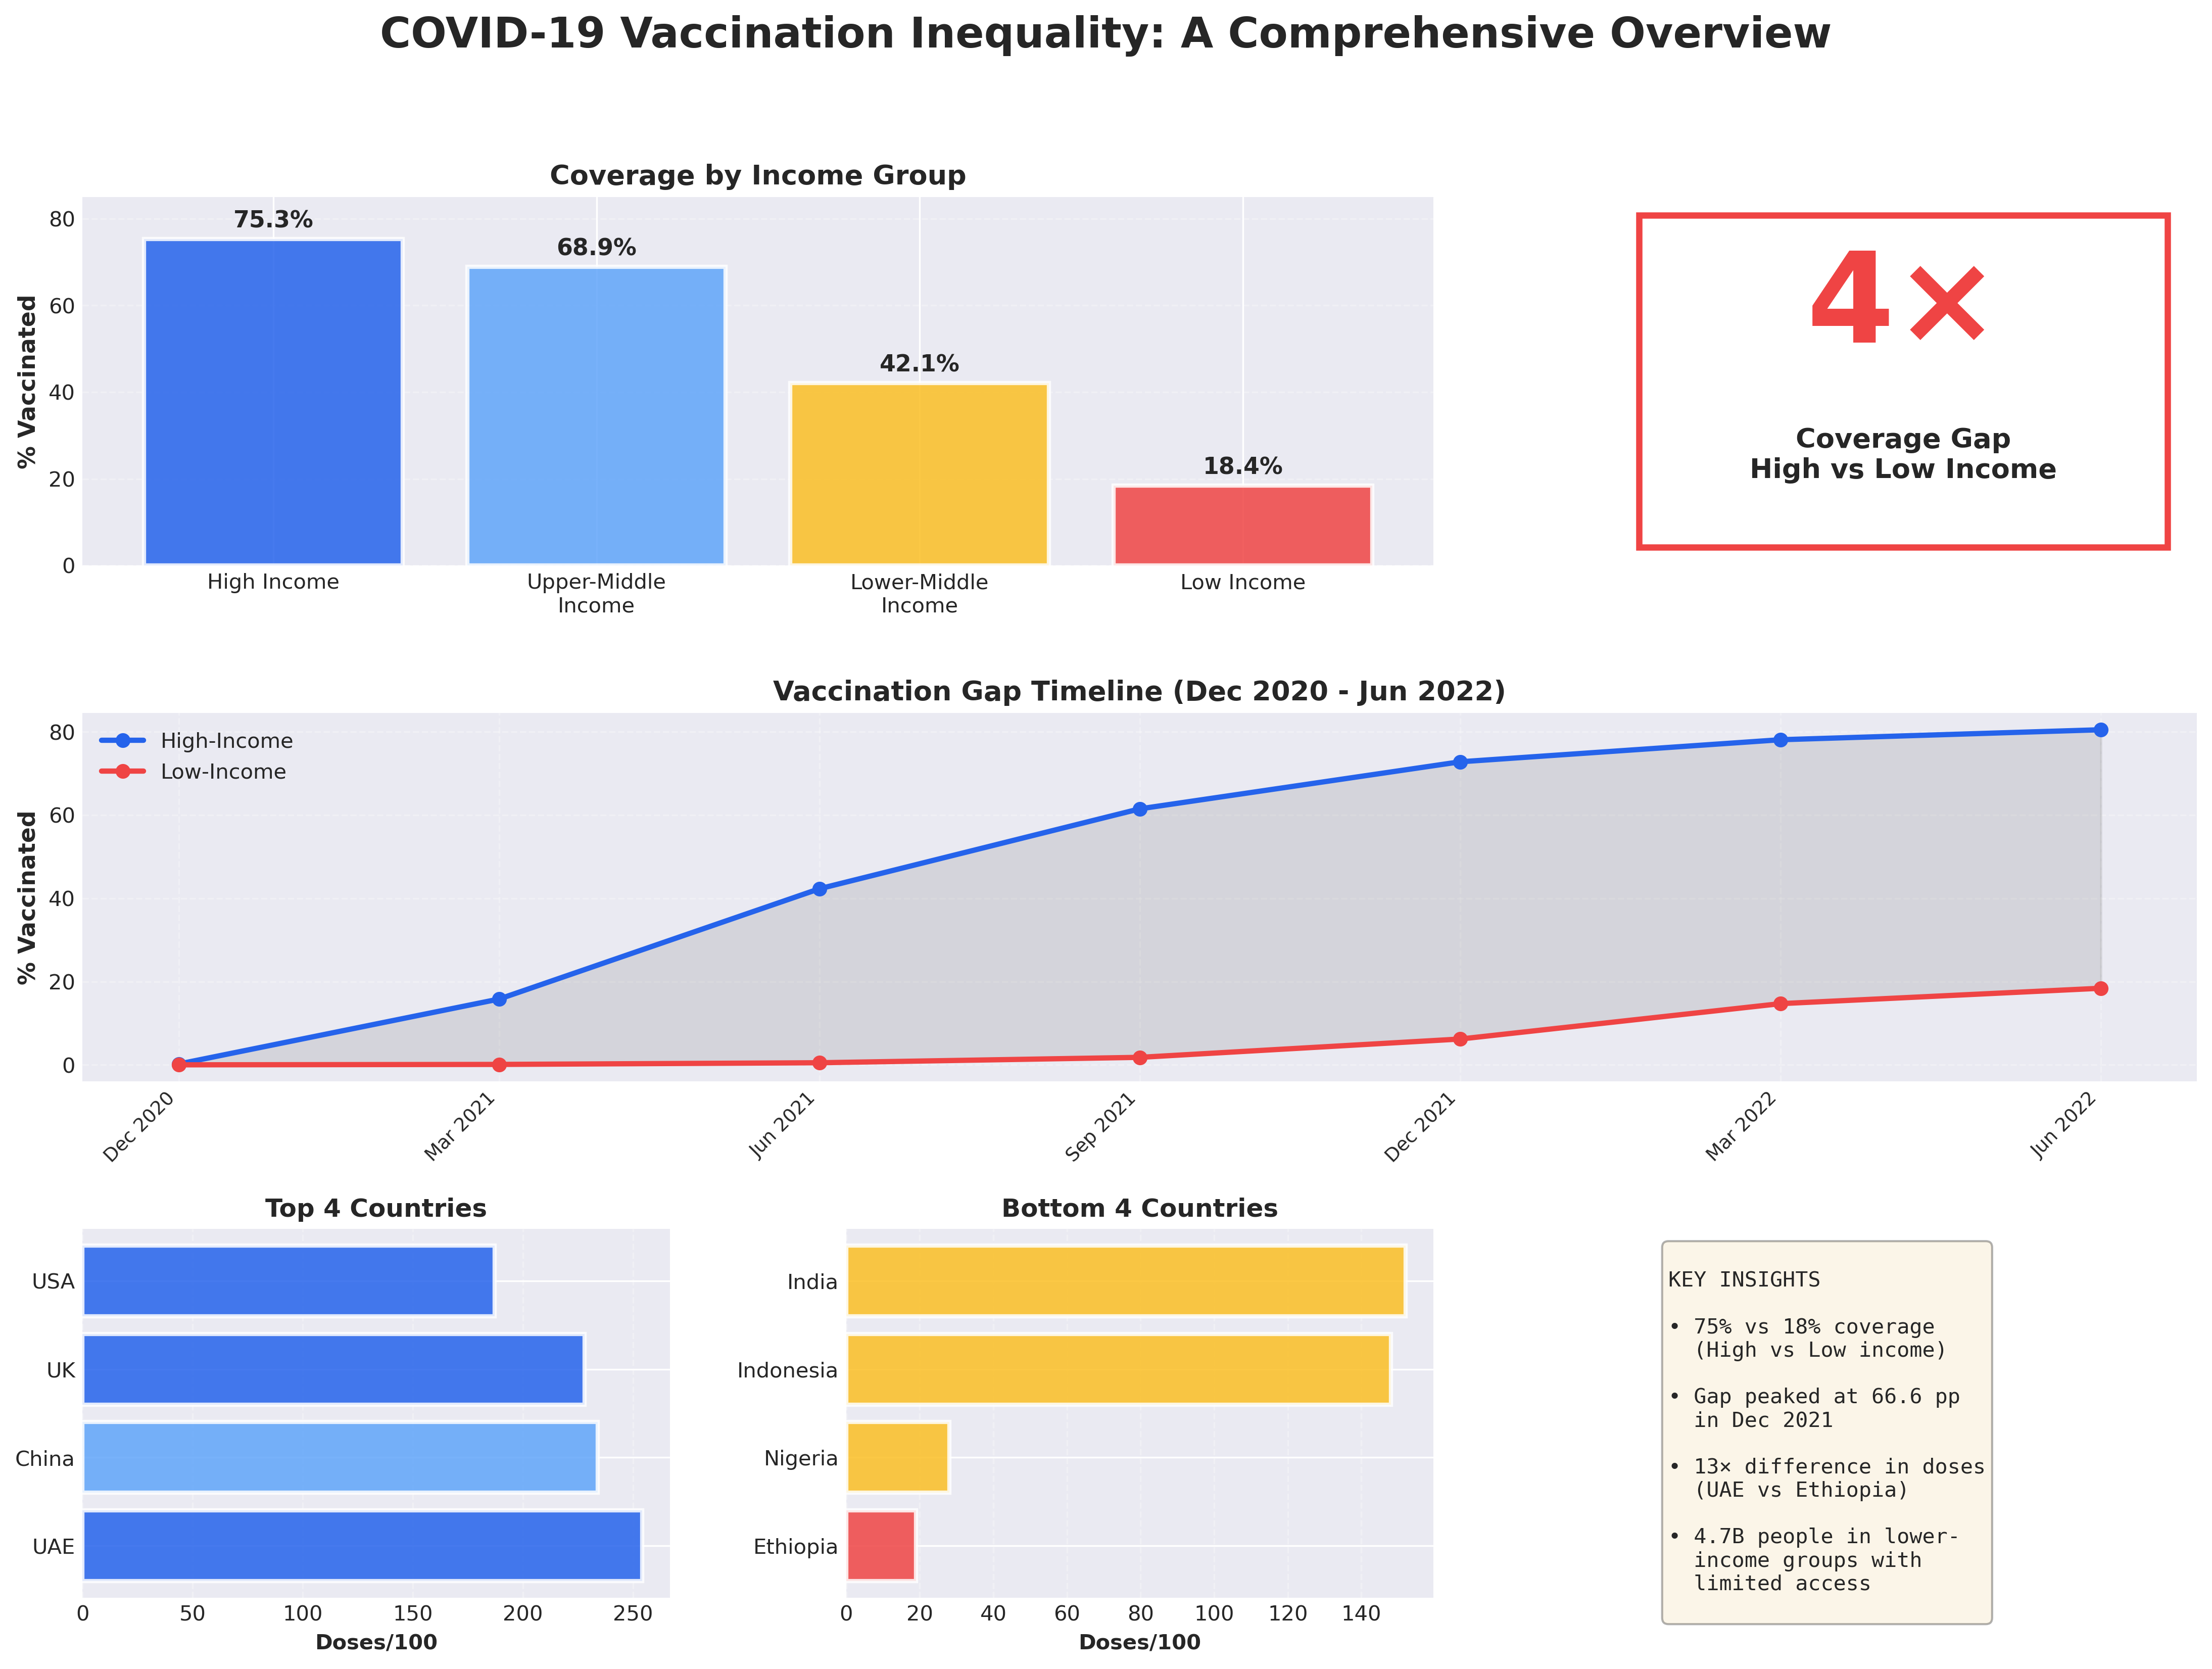 COVID-19 Vaccination Inequality: A Comprehensive Overview
Coverage by Income Group
% Vaccinated
80
60
40
20
0
75.3%
68.9%
42.1%
18.4%
High Income
Upper-Middle
Income
Lower-Middle
Income
Low Income
4×
Coverage Gap
High vs Low Income
Vaccination Gap Timeline (Dec 2020 - Jun 2022)
% Vaccinated
80
60
40
20
0
High-Income
Low-Income
Dec 2020
Mar 2021
Jun 2021
Sep 2021
Dec 2021
Mar 2022
Jun 2022
Top 4 Countries
USA
UK
China
UAE
0
50
100
150
200
250
Doses/100
Bottom 4 Countries
India
Indonesia
Nigeria
Ethiopia
0
20
40
60
80
100
120
140
Doses/100
KEY INSIGHTS
• 75% vs 18% coverage
(High vs Low income)
• Gap peaked at 66.6 pp
in Dec 2021
• 13× difference in doses
(UAE vs Ethiopia)
• 4.7B people in lower-
income groups with
limited access